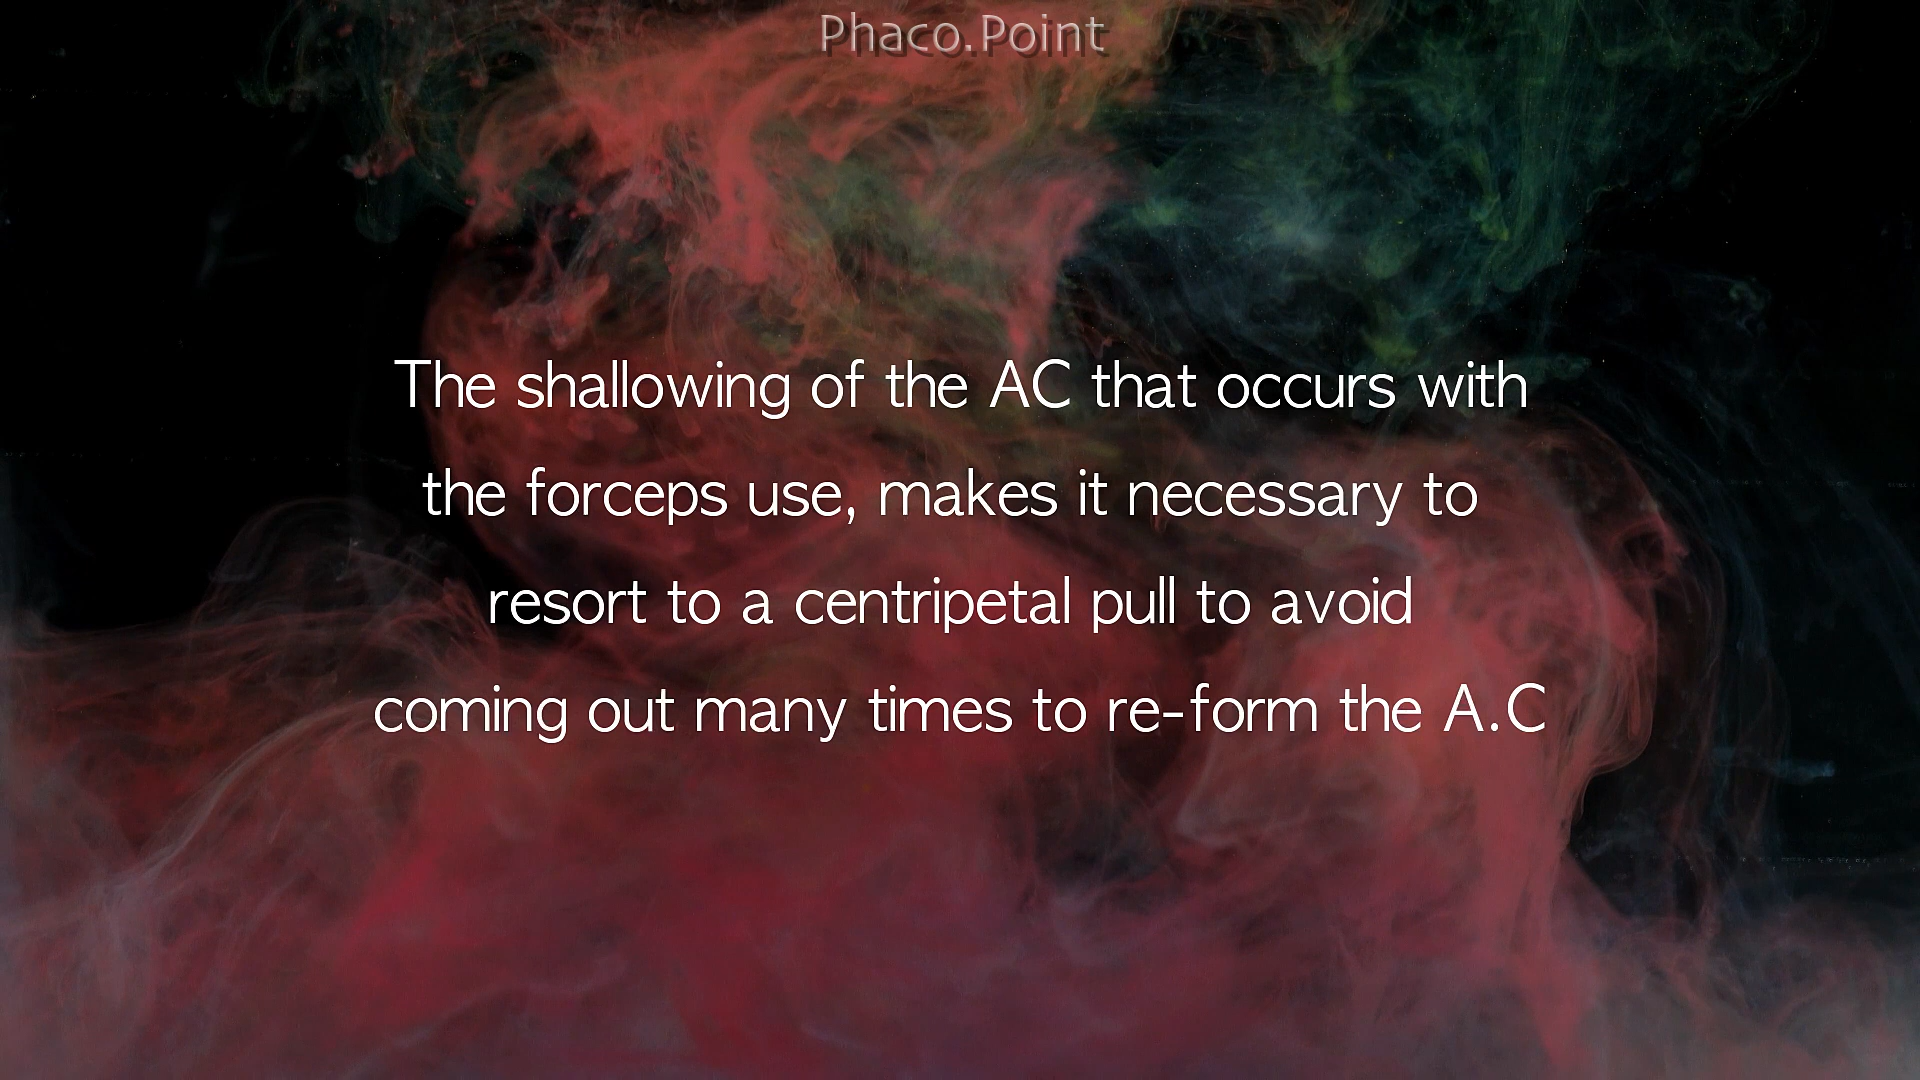 Phaco.Point
The shallowing of the AC that occurs with
the forceps use, makes it necessary to
resort to a centripetal pull to avoid
coming out many times to re-form the A.C